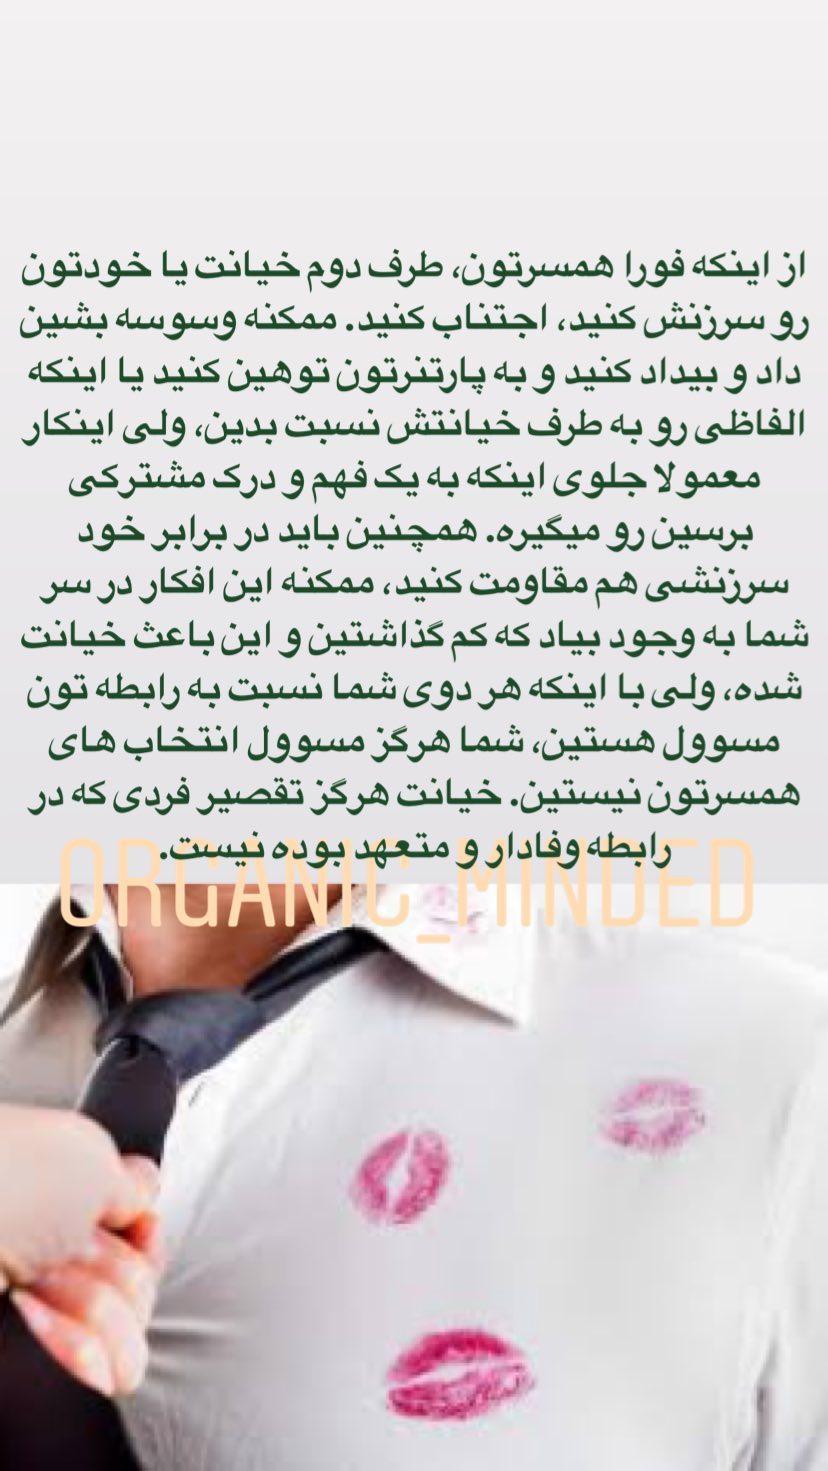 از اینکه فورا همسرتون، طرف دوم خیانت یا خودتون
رو سرزنش کنید، اجتناب کنید. ممکنه وسوسه بشین
داد و بیداد کنید و به پارتنرتون توهین کنید یا اینکه
الفاظی رو به طرف خیانتش نسبت بدین، ولی اینکار
معمولا جلوی اینکه به یک فهم و درک مشترکی
برسین رو میگیره. همچنین باید در برابر خود
سرزنشی هم مقاومت کنید، ممکنه این افکار در سر
شما به وجود بیاد که کم گذاشتین و این باعث خیانت
شده، ولی با اینکه هر دوی شما نسبت به رابطه تون
مسوول هستین، شما هرگز مسوول انتخاب های
همسرتون نیستین. خیانت هرگز تقصیر فردی که در
رابطه وفادار و متعهد بوده نیست.
ORGANIC_MINDED